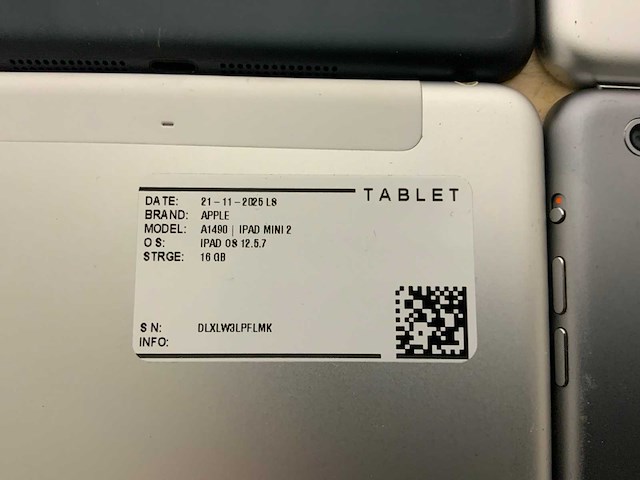 TABLET
DATE: 21-11-2025 LS
BRAND: APPLE
MODEL: A1490 | IPAD MINI 2
OS: IPAD OS 12.5.7
STRGE: 16 GB
SN: DLXLW3LPFLMK
INFO: